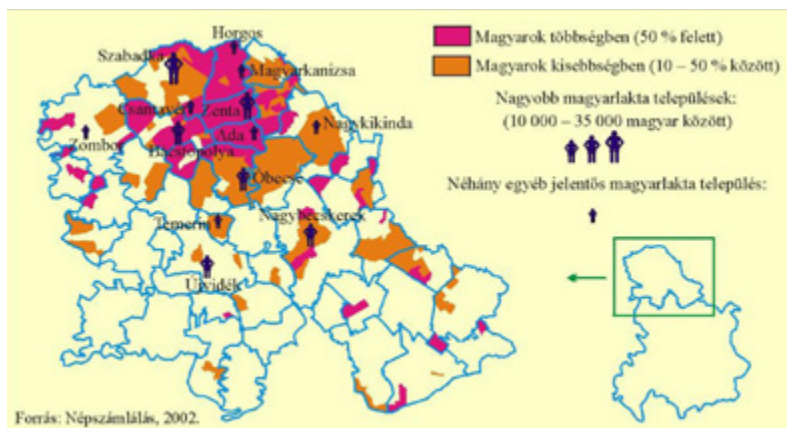 Horgos
Szabadka
Magyarkanizsa
Csantavér
Zenta
Nagykikinda
Zombor
Ada
Bácstopolya
Óbecse
Temerin
Nagybecskerek
Újvidék
Magyarok többségben (50 % felett)
Magyarok kisebbségben (10 – 50 % között)
Nagyobb magyarlakta települések:
(10 000 – 35 000 magyar között)
Néhány egyéb jelentős magyarlakta település:
Forrás: Népszámlálás, 2002.